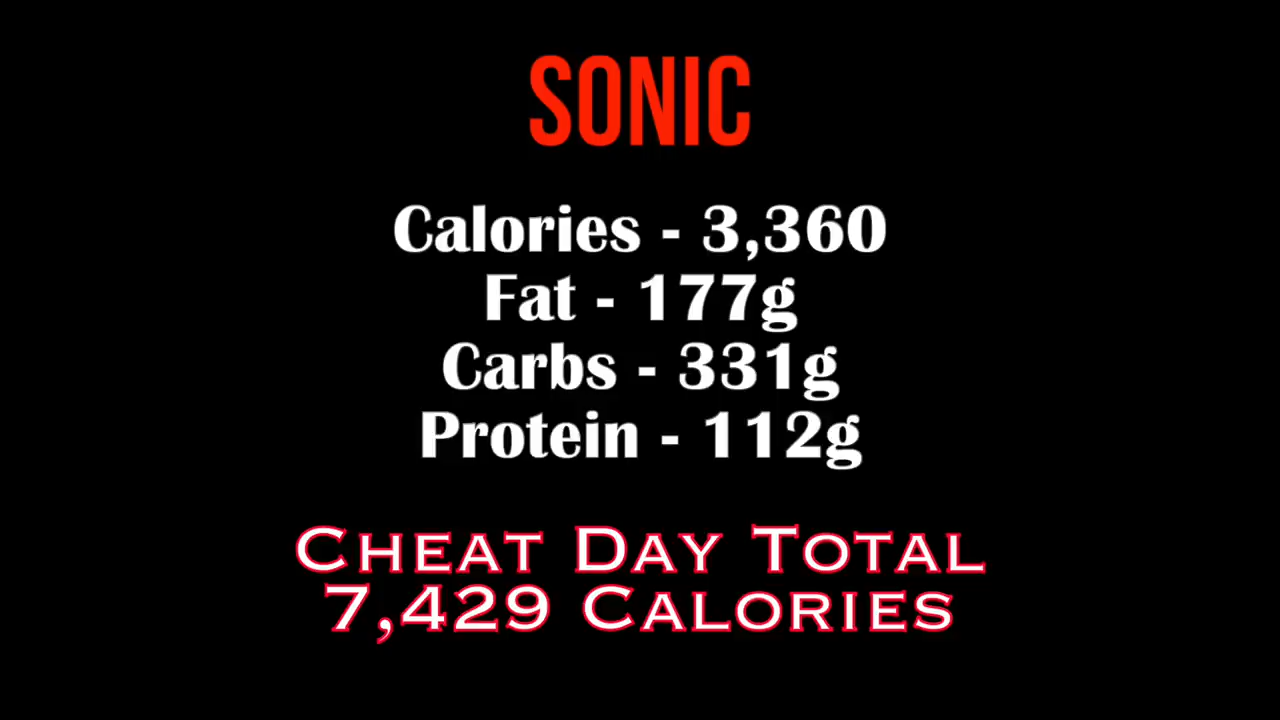 SONIC
Calories - 3,360
Fat - 177g
Carbs - 331g
Protein - 112g
CHEAT DAY TOTAL
7,429 CALORIES